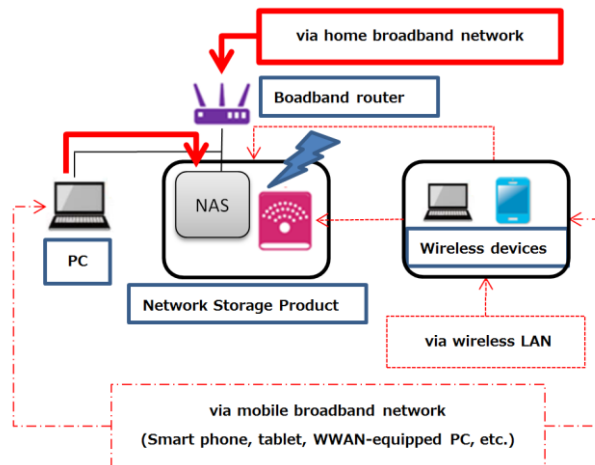 via home broadband network
Boadband router
NAS
PC
Wireless devices
Network Storage Product
via wireless LAN
via mobile broadband network
(Smart phone, tablet, WWAN-equipped PC, etc.)